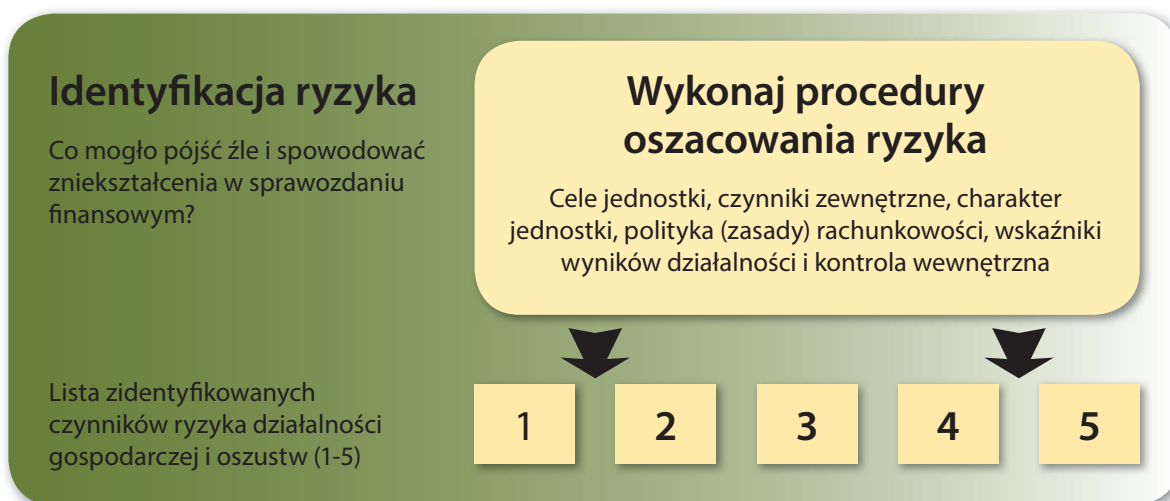 Identyfikacja ryzyka
Co mogło pójść źle i spowodować
zniekształcenia w sprawozdaniu
finansowym?
Wykonaj procedury
oszacowania ryzyka
Cele jednostki, czynniki zewnętrzne, charakter
jednostki, polityka (zasady) rachunkowości, wskaźniki
wyników działalności i kontrola wewnętrzna
Lista zidentyfikowanych
czynników ryzyka działalności
gospodarczej i oszustw (1-5)
1 2 3 4 5